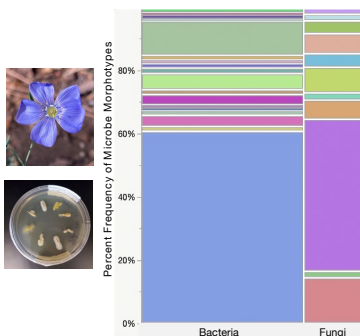 Percent Frequency of Microbe Morphotypes
80%
60%
40%
20%
0%
Bacteria
Fungi